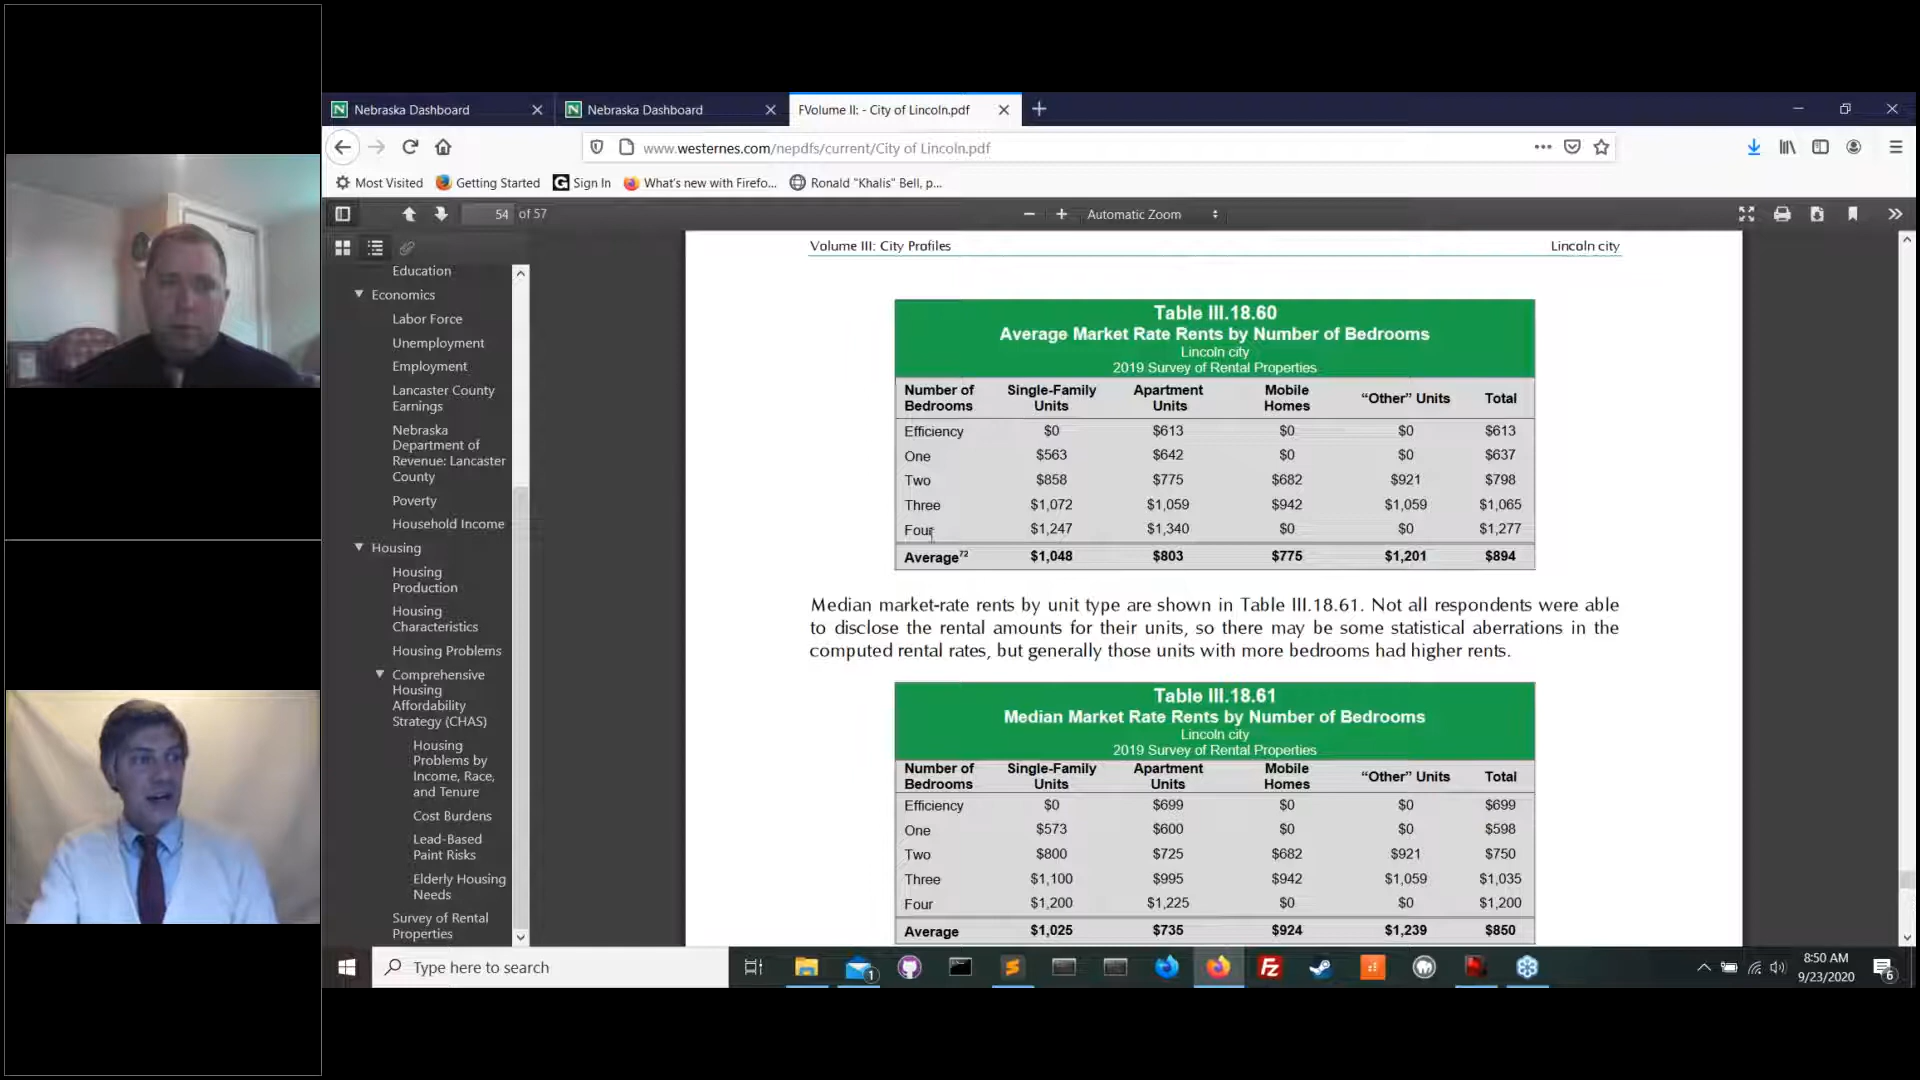 Nebraska Dashboard
Nebraska Dashboard
FVolume II: - City of Lincoln.pdf
www.westernes.com/nepdfs/current/City of Lincoln.pdf
Most Visited Getting Started Sign In What's new with Firefo... Ronald "Khalis" Bell, p...
54 of 57 Automatic Zoom
Education
Economics
Labor Force
Unemployment
Employment
Lancaster County
Earnings
Nebraska
Department of
Revenue: Lancaster
County
Poverty
Household Income
Housing
Housing
Production
Housing
Characteristics
Housing Problems
Comprehensive
Housing
Affordability
Strategy (CHAS)
Housing
Problems by
Income, Race,
and Tenure
Cost Burdens
Lead-Based
Paint Risks
Elderly Housing
Needs
Survey of Rental
Properties
Volume III: City Profiles Lincoln city
Table III.18.60
Average Market Rate Rents by Number of Bedrooms
Lincoln city
2019 Survey of Rental Properties
Number of Bedrooms Single-Family Units Apartment Units Mobile Homes “Other” Units Total
Efficiency $0 $613 $0 $0 $613
One $563 $642 $0 $0 $637
Two $858 $775 $682 $921 $798
Three $1,072 $1,059 $942 $1,059 $1,065
Four $1,247 $1,340 $0 $0 $1,277
Average72 $1,048 $803 $775 $1,201 $894
Median market-rate rents by unit type are shown in Table III.18.61. Not all respondents were able
to disclose the rental amounts for their units, so there may be some statistical aberrations in the
computed rental rates, but generally those units with more bedrooms had higher rents.
Table III.18.61
Median Market Rate Rents by Number of Bedrooms
Lincoln city
2019 Survey of Rental Properties
Number of Bedrooms Single-Family Units Apartment Units Mobile Homes “Other” Units Total
Efficiency $0 $699 $0 $0 $699
One $573 $600 $0 $0 $598
Two $800 $725 $682 $921 $750
Three $1,100 $995 $942 $1,059 $1,035
Four $1,200 $1,225 $0 $0 $1,200
Average $1,025 $735 $924 $1,239 $850
Type here to search
1
8:50 AM
9/23/2020
6